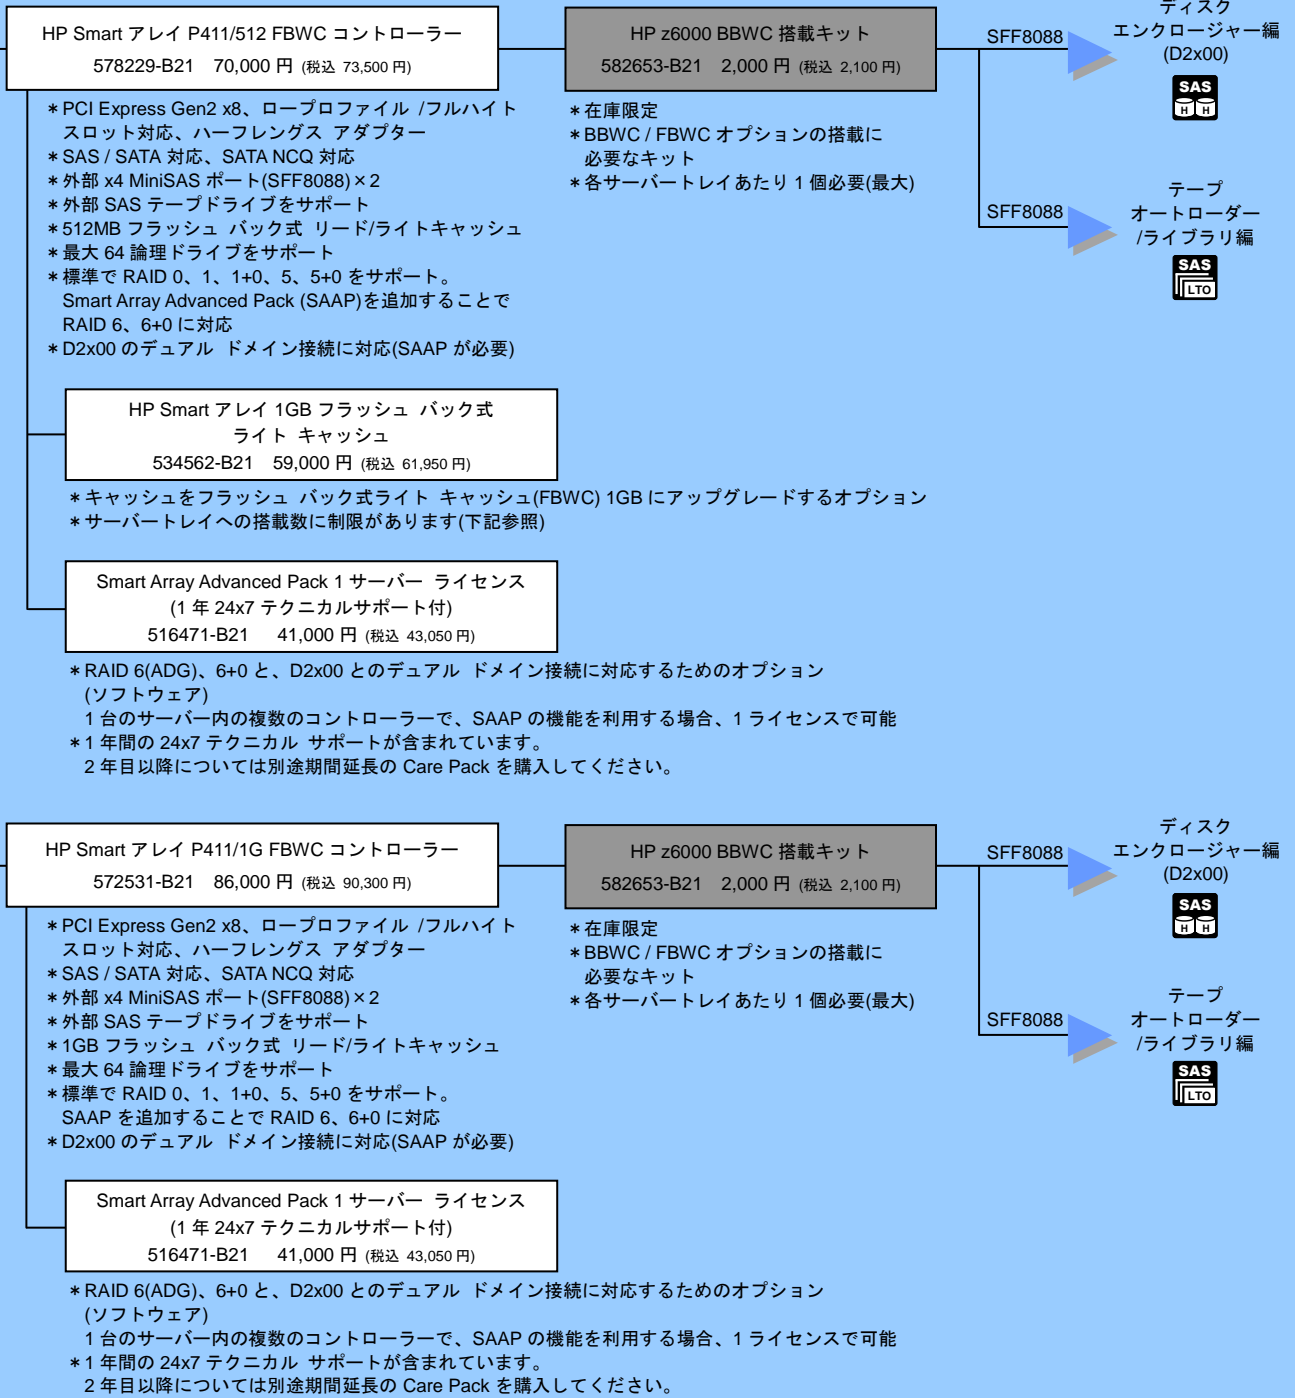 HP Smart アレイ P411/512 FBWC コントローラー
578229-B21 70,000 円 (税込 73,500 円)
HP z6000 BBWC 搭載キット
582653-B21 2,000 円 (税込 2,100 円)
SFF8088
ディスク
エンクロージャー編
(D2x00)
SAS
H H
*PCI Express Gen2 x8、ロープロファイル /フルハイト
スロット対応、ハーフレングス アダプター
*SAS / SATA 対応、SATA NCQ 対応
*外部 x4 MiniSAS ポート(SFF8088)×2
*外部 SAS テープドライブをサポート
*512MB フラッシュ バック式 リード/ライトキャッシュ
*最大 64 論理ドライブをサポート
*標準で RAID 0、1、1+0、5、5+0 をサポート。
Smart Array Advanced Pack (SAAP)を追加することで
RAID 6、6+0 に対応
*D2x00 のデュアル ドメイン接続に対応(SAAP が必要)
*在庫限定
*BBWC / FBWC オプションの搭載に
必要なキット
*各サーバートレイあたり 1 個必要(最大)
SFF8088
テープ
オートローダー
/ライブラリ編
SAS
LTO
HP Smart アレイ 1GB フラッシュ バック式
ライト キャッシュ
534562-B21 59,000 円 (税込 61,950 円)
*キャッシュをフラッシュ バック式ライト キャッシュ(FBWC) 1GB にアップグレードするオプション
*サーバートレイへの搭載数に制限があります(下記参照)
Smart Array Advanced Pack 1 サーバー ライセンス
(1 年 24x7 テクニカルサポート付)
516471-B21 41,000 円 (税込 43,050 円)
*RAID 6(ADG)、6+0 と、D2x00 とのデュアル ドメイン接続に対応するためのオプション
(ソフトウェア)
1 台のサーバー内の複数のコントローラーで、SAAP の機能を利用する場合、1 ライセンスで可能
*1 年間の 24x7 テクニカル サポートが含まれています。
2 年目以降については別途期間延長の Care Pack を購入してください。
HP Smart アレイ P411/1G FBWC コントローラー
572531-B21 86,000 円 (税込 90,300 円)
HP z6000 BBWC 搭載キット
582653-B21 2,000 円 (税込 2,100 円)
SFF8088
ディスク
エンクロージャー編
(D2x00)
SAS
H H
*PCI Express Gen2 x8、ロープロファイル /フルハイト
スロット対応、ハーフレングス アダプター
*SAS / SATA 対応、SATA NCQ 対応
*外部 x4 MiniSAS ポート(SFF8088)×2
*外部 SAS テープドライブをサポート
*1GB フラッシュ バック式 リード/ライトキャッシュ
*最大 64 論理ドライブをサポート
*標準で RAID 0、1、1+0、5、5+0 をサポート。
SAAP を追加することで RAID 6、6+0 に対応
*D2x00 のデュアル ドメイン接続に対応(SAAP が必要)
*在庫限定
*BBWC / FBWC オプションの搭載に
必要なキット
*各サーバートレイあたり 1 個必要(最大)
SFF8088
テープ
オートローダー
/ライブラリ編
SAS
LTO
Smart Array Advanced Pack 1 サーバー ライセンス
(1 年 24x7 テクニカルサポート付)
516471-B21 41,000 円 (税込 43,050 円)
*RAID 6(ADG)、6+0 と、D2x00 とのデュアル ドメイン接続に対応するためのオプション
(ソフトウェア)
1 台のサーバー内の複数のコントローラーで、SAAP の機能を利用する場合、1 ライセンスで可能
*1 年間の 24x7 テクニカル サポートが含まれています。
2 年目以降については別途期間延長の Care Pack を購入してください。